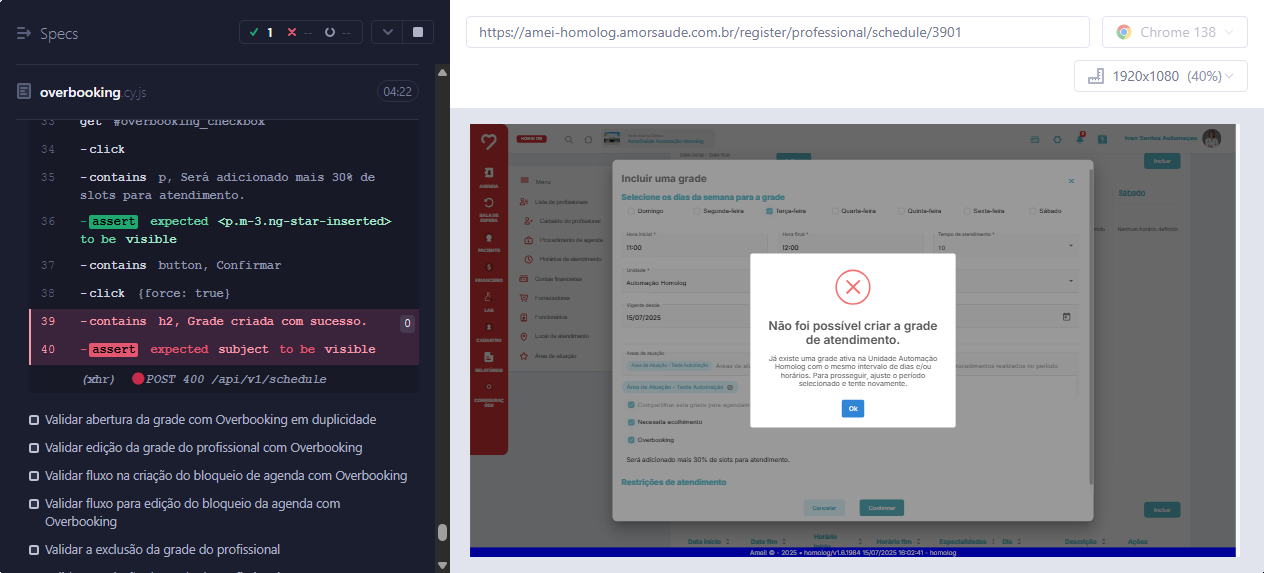 Specs
1
--
--
https://amei-homolog.amorsaude.com.br/register/professional/schedule/3901
Chrome 138
1920x1080 (40%)
overbooking.cy.js
04:22
33 get #overbooking_checkbox
34 -click
35 -contains p, Será adicionado mais 30% de
slots para atendimento.
36 -assert expected <p.m-3.ng-star-inserted>
to be visible
37 -contains button, Confirmar
38 -click {force: true}
39 -contains h2, Grade criada com sucesso.
0
40 -assert expected subject to be visible
(xhr) POST 400 /api/v1/schedule
Validar abertura da grade com Overbooking em duplicidade
Validar edição da grade do profissional com Overbooking
Validar fluxo na criação do bloqueio de agenda com Overbooking
Validar fluxo para edição do bloqueio da agenda com
Overbooking
Validar a exclusão da grade do profissional
AmorSaúde Automação Homolog
Ivan Santos Automaçao
AGENDA
SALA DE
ESPERA
PACIENTE
FINANCEIRO
LAB
CADASTRO
RELATÓRIOS
CONFIGURAÇ
ÕES
Menu
Lista de profissionais
Cadastro do profissional
Procedimento de agenda
Horários de atendimento
Contas financeiras
Fornecedores
Funcionários
Local de atendimento
Área de atuação
Incluir
Sábado
Nenhum horário definido
Incluir uma grade
Selecione os dias da semana para a grade
Domingo
Segunda-feira
Terça-feira
Quarta-feira
Quinta-feira
Sexta-feira
Sábado
Hora inicial *
11:00
Hora final *
12:00
Tempo de atendimento *
10
Unidade *
Automação Homolog
Vigente desde
15/07/2025
Áreas de atuação
Área de Atuação - Teste Automação
Área de Atuação - Teste Automação
Compartilhar esta grade para agendam
Necessita acolhimento
Overbooking
Será adicionado mais 30% de slots para atendimento.
Restrições de atendimento
Cancelar
Confirmar
Não foi possível criar a grade
de atendimento.
Já existe uma grade ativa na Unidade Automação
Homolog com o mesmo intervalo de dias e/ou
horários. Para prosseguir, ajuste o período
selecionado e tente novamente.
Ok
Incluir
Data início
Data fim
Horário
início
Horário fim
Especialidades
Dia
Descrição
Ações
Amei! © - 2025 • homolog/v1.8.1984 15/07/2025 16:02:41 - homolog